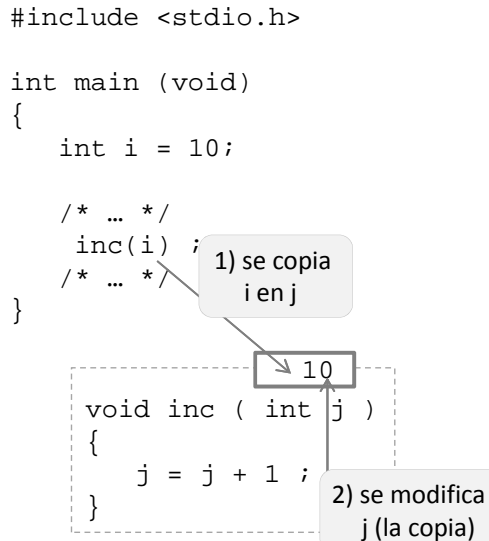 #include <stdio.h>
int main (void)
{
int i = 10;
/* … */
inc(i) ;
/* … */
}
1) se copia
i en j
10
void inc ( int j )
{
j = j + 1 ;
}
2) se modifica
j (la copia)